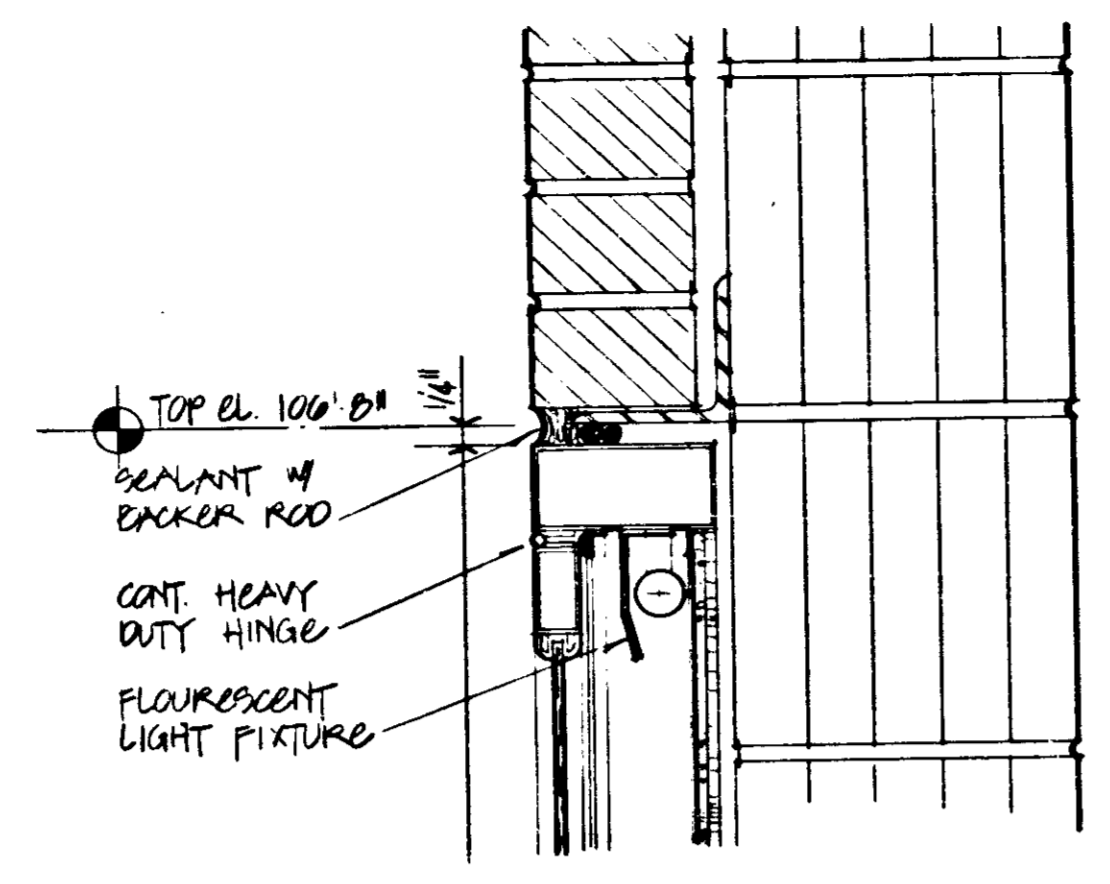 TOP EL. 106'-8"
1/4"
SEALANT W/
BACKER ROD
CONT. HEAVY
DUTY HINGE
FLOURESCENT
LIGHT FIXTURE